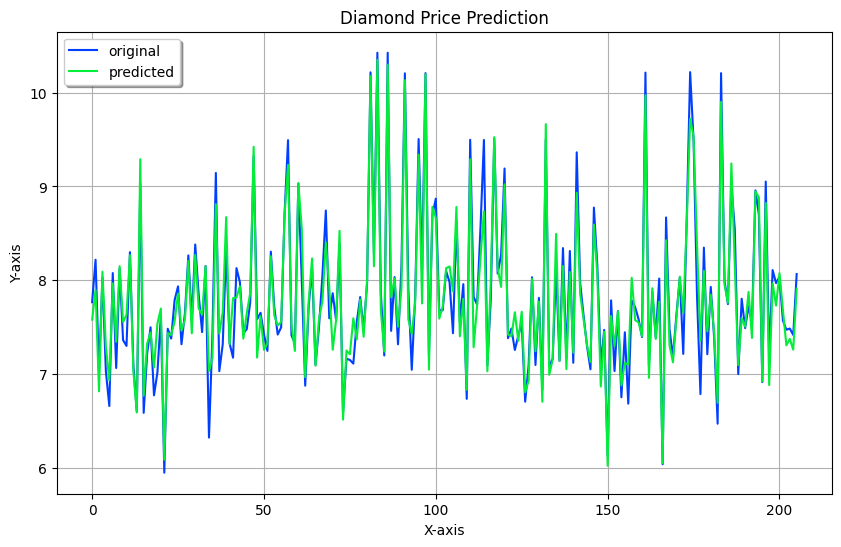 Diamond Price Prediction
original
predicted
Y-axis
10
9
8
7
6
0 50 100 150 200
X-axis